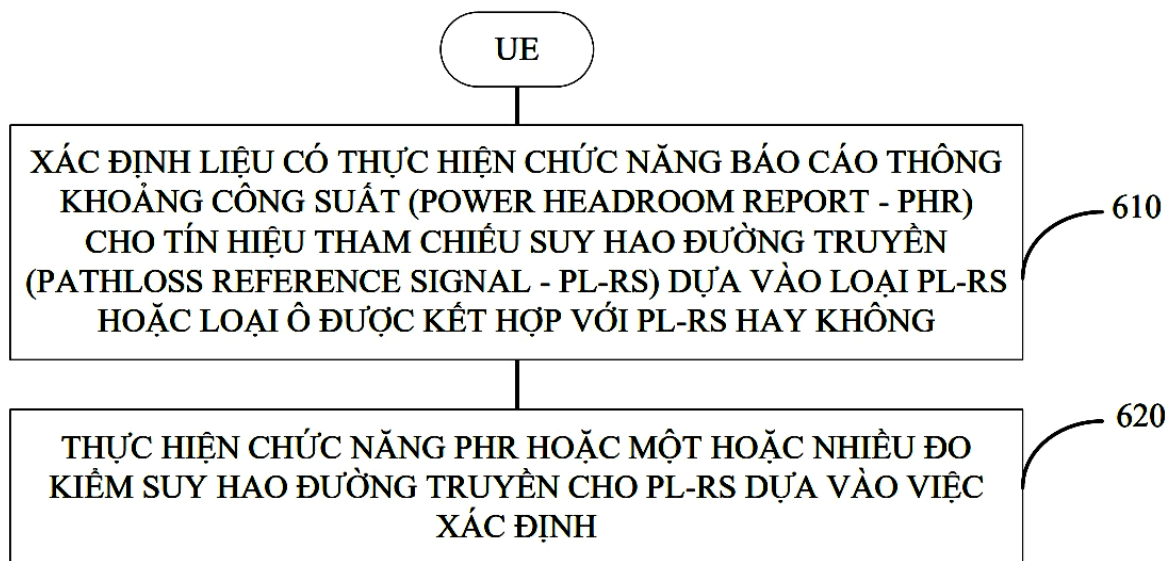 UE
XÁC ĐỊNH LIỆU CÓ THỰC HIỆN CHỨC NĂNG BÁO CÁO THÔNG
KHOẢNG CÔNG SUẤT (POWER HEADROOM REPORT - PHR)
CHO TÍN HIỆU THAM CHIẾU SUY HAO ĐƯỜNG TRUYỀN
(PATHLOSS REFERENCE SIGNAL - PL-RS) DỰA VÀO LOẠI PL-RS
HOẶC LOẠI Ô ĐƯỢC KẾT HỢP VỚI PL-RS HAY KHÔNG
610
THỰC HIỆN CHỨC NĂNG PHR HOẶC MỘT HOẶC NHIỀU ĐO
KIỂM SUY HAO ĐƯỜNG TRUYỀN CHO PL-RS DỰA VÀO VIỆC
XÁC ĐỊNH
620